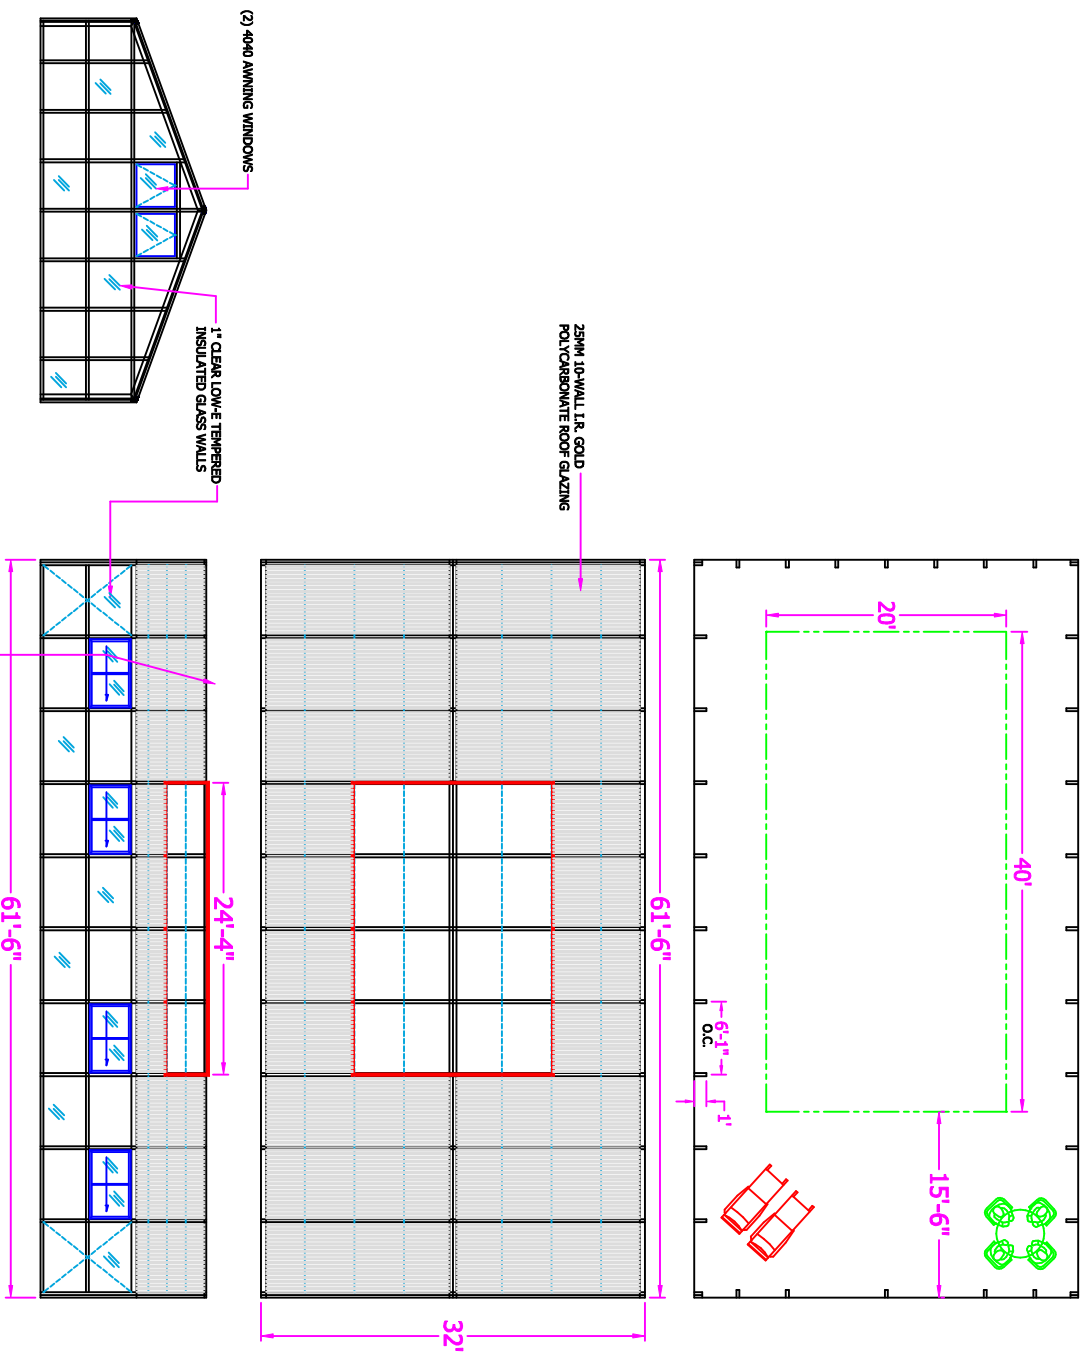 (2) 4040 AWNING WINDOWS
1" CLEAR LOW-E TEMPERED
INSULATED GLASS WALLS
25MM 10-WALL I.R. GOLD
POLYCARBONATE ROOF GLAZING
20'
40'
15'-6"
6'-1"
O.C.
1'
61'-6"
32'
24'-4"
61'-6"